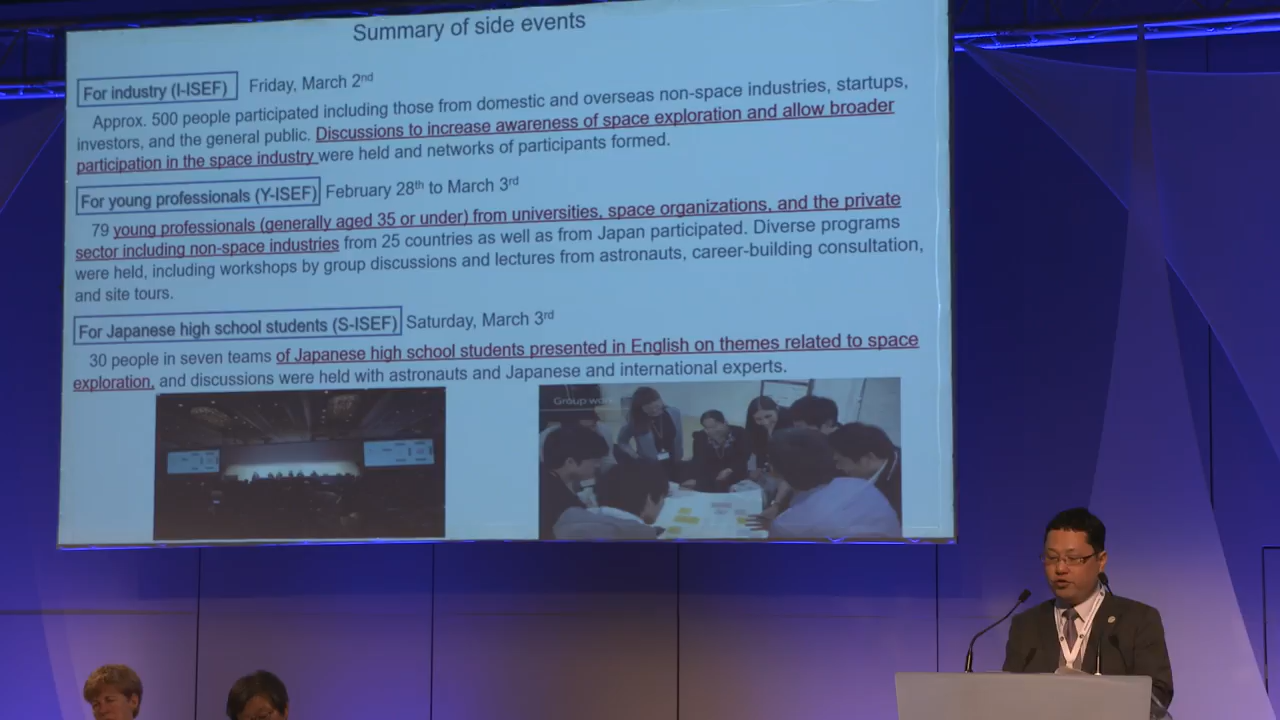 Summary of side events
For industry (I-ISEF) Friday, March 2nd
Approx. 500 people participated including those from domestic and overseas non-space industries, startups,
investors, and the general public. Discussions to increase awareness of space exploration and allow broader
participation in the space industry were held and networks of participants formed.
For young professionals (Y-ISEF) February 28th to March 3rd
79 young professionals (generally aged 35 or under) from universities, space organizations, and the private
sector including non-space industries from 25 countries as well as from Japan participated. Diverse programs
were held, including workshops by group discussions and lectures from astronauts, career-building consultation,
and site tours.
For Japanese high school students (S-ISEF) Saturday, March 3rd
30 people in seven teams of Japanese high school students presented in English on themes related to space
exploration, and discussions were held with astronauts and Japanese and international experts.
Group work